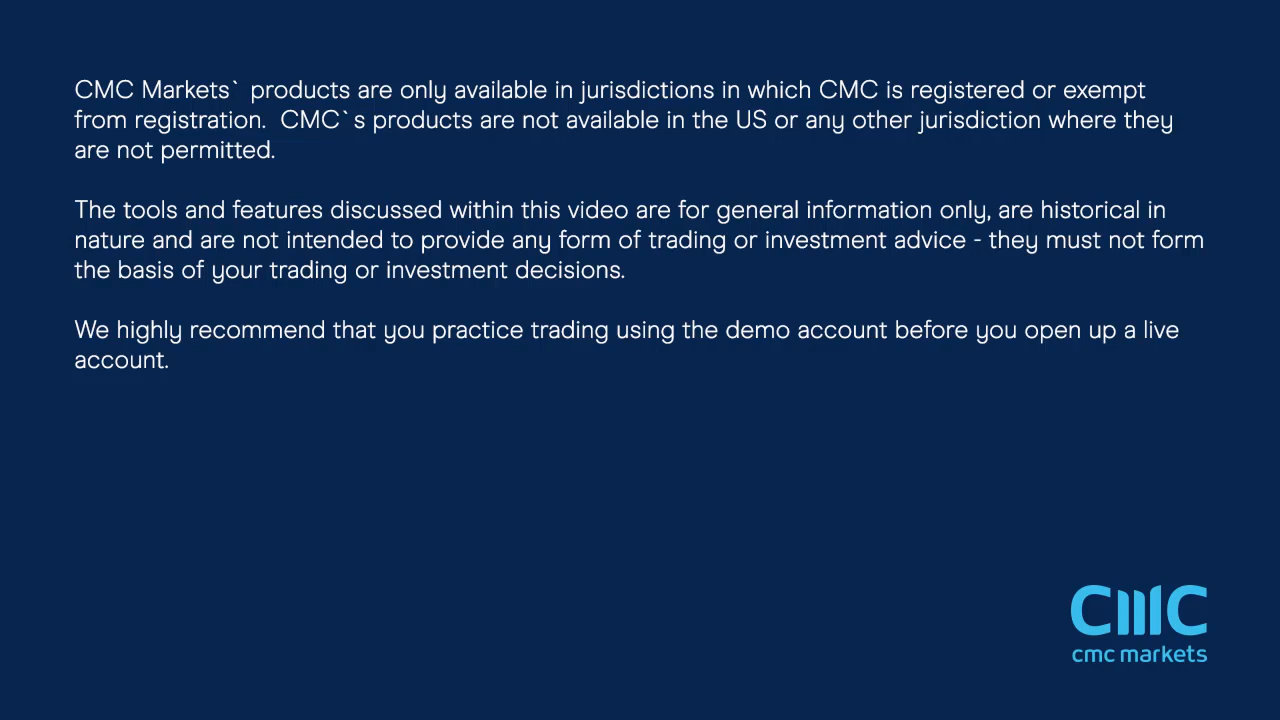 CMC Markets` products are only available in jurisdictions in which CMC is registered or exempt
from registration.  CMC`s products are not available in the US or any other jurisdiction where they
are not permitted.
The tools and features discussed within this video are for general information only, are historical in
nature and are not intended to provide any form of trading or investment advice - they must not form
the basis of your trading or investment decisions.
We highly recommend that you practice trading using the demo account before you open up a live
account.
CMC
cmc markets